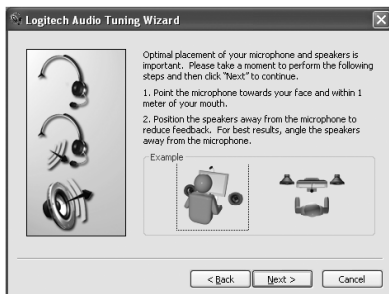 Logitech Audio Tuning Wizard
Optimal placement of your microphone and speakers is
important. Please take a moment to perform the following
steps and then click "Next" to continue.
1. Point the microphone towards your face and within 1
meter of your mouth.
2. Position the speakers away from the microphone to
reduce feedback. For best results, angle the speakers
away from the microphone.
Example
< Back
Next >
Cancel